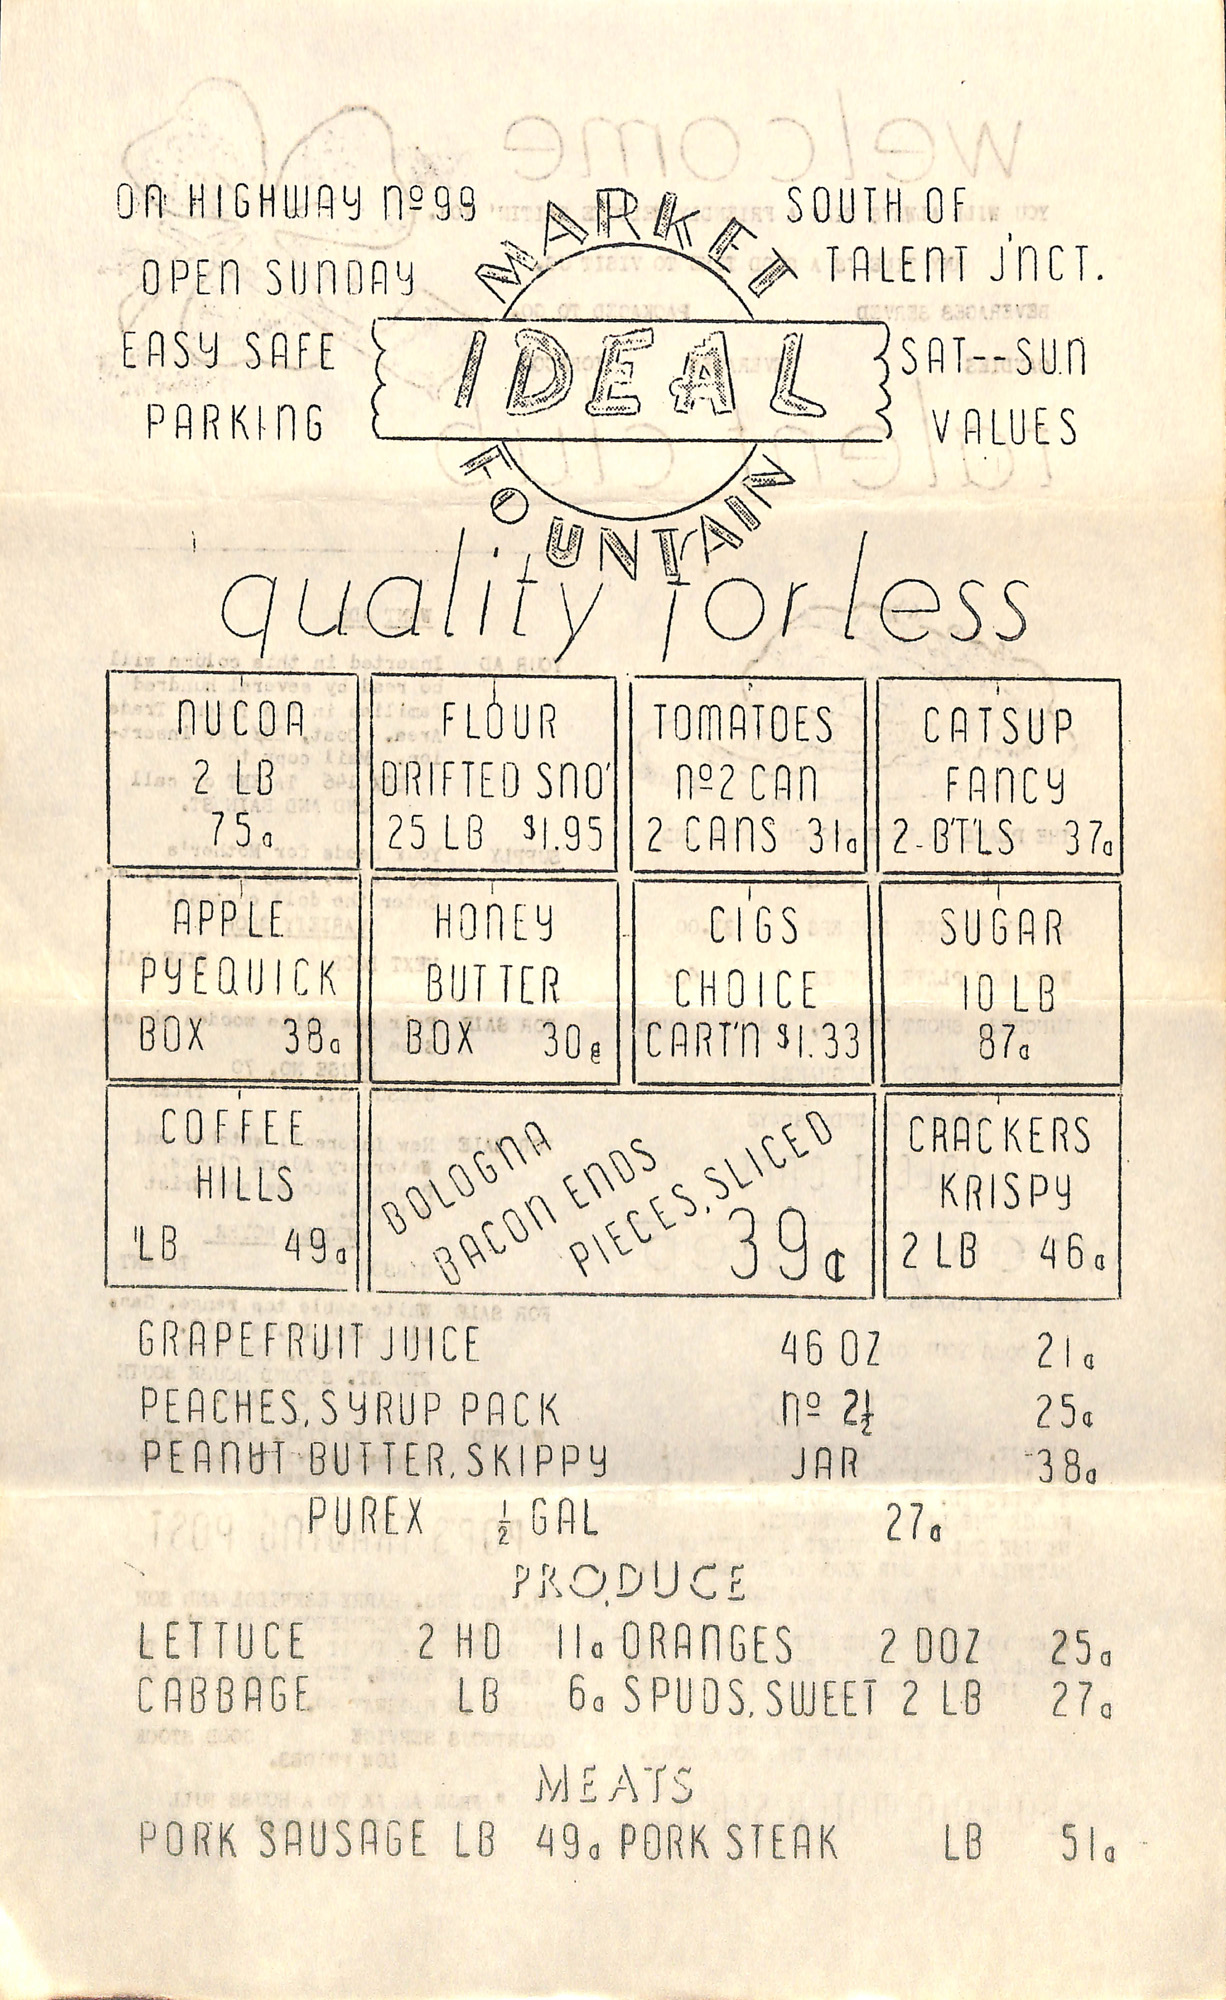 ON HIGHWAY Nº 99
OPEN SUNDAY
EASY SAFE
PARKING
MARKET
IDEAL
FOUNTAIN
SOUTH OF
TALENT J'NCT.
SAT--SUN
VALUES
quality for less
NUCOA
2 LB
75¢
FLOUR
DRIFTED SNO'
25 LB $1.95
TOMATOES
Nº 2 CAN
2 CANS 31¢
CATSUP
FANCY
2 BT'LS 37¢
APPLE
PYEQUICK
BOX 38¢
HONEY
BUTTER
BOX 30¢
CIGS
CHOICE
CART'N $1.33
SUGAR
10 LB
87¢
COFFEE
HILLS
LB 49¢
BOLOGNA
BACON ENDS
PIECES, SLICED
39¢
CRACKERS
KRISPY
2 LB 46¢
GRAPEFRUIT JUICE 46 OZ 21¢
PEACHES, SYRUP PACK Nº 2½ 25¢
PEANUT BUTTER, SKIPPY JAR 38¢
PUREX ½ GAL 27¢
PRODUCE
LETTUCE 2 HD 11¢ ORANGES 2 DOZ 25¢
CABBAGE LB 6¢ SPUDS, SWEET 2 LB 27¢
MEATS
PORK SAUSAGE LB 49¢ PORK STEAK LB 51¢